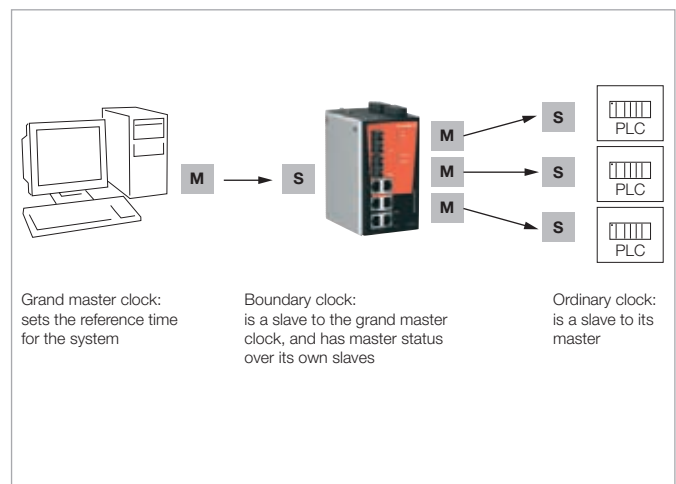 M
S
M
M
M
S
S
S
PLC
PLC
PLC
Grand master clock:
sets the reference time
for the system
Boundary clock:
is a slave to the grand master
clock, and has master status
over its own slaves
Ordinary clock:
is a slave to its
master